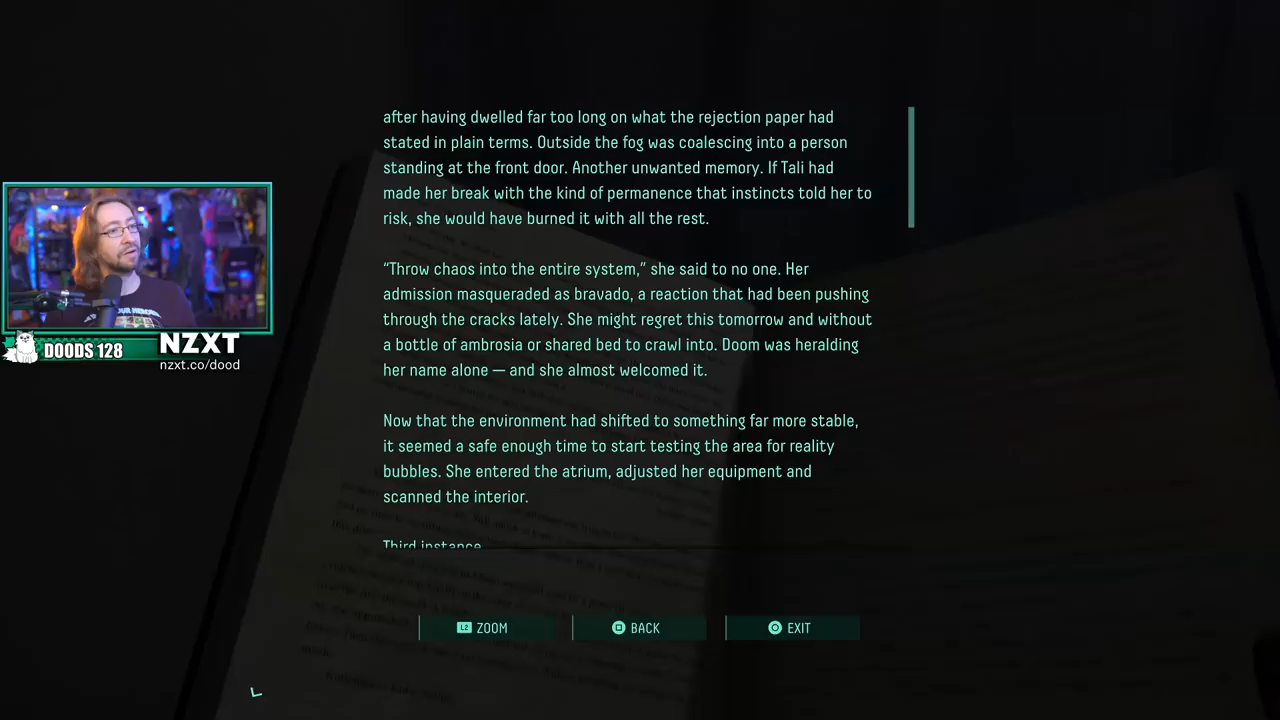 after having dwelled far too long on what the rejection paper had
stated in plain terms. Outside the fog was coalescing into a person
standing at the front door. Another unwanted memory. If Tali had
made her break with the kind of permanence that instincts told her to
risk, she would have burned it with all the rest.
“Throw chaos into the entire system,” she said to no one. Her
admission masqueraded as bravado, a reaction that had been pushing
through the cracks lately. She might regret this tomorrow and without
a bottle of ambrosia or shared bed to crawl into. Doom was heralding
her name alone — and she almost welcomed it.
Now that the environment had shifted to something far more stable,
it seemed a safe enough time to start testing the area for reality
bubbles. She entered the atrium, adjusted her equipment and
scanned the interior.
Third instance
DOODS 128
NZXT
nzxt.co/dood
L2 ZOOM
BACK
EXIT